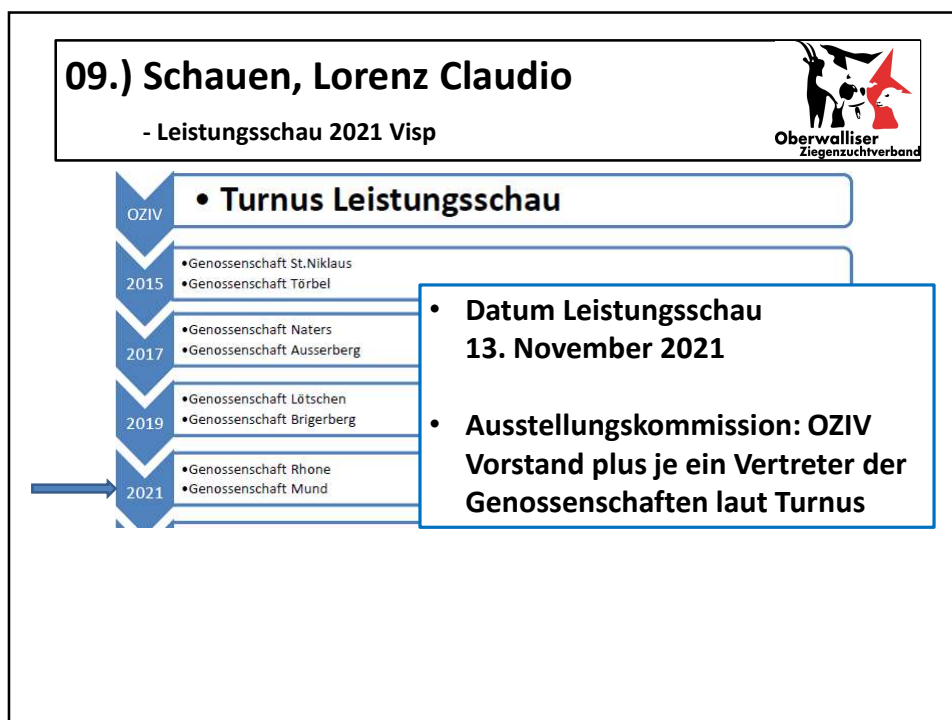 09.) Schauen, Lorenz Claudio
- Leistungsschau 2021 Visp
Oberwalliser
Ziegenzuchtverband
OZIV
• Turnus Leistungsschau
2015
•Genossenschaft St.Niklaus
•Genossenschaft Törbel
2017
•Genossenschaft Naters
•Genossenschaft Ausserberg
2019
•Genossenschaft Lötschen
•Genossenschaft Brigerberg
2021
•Genossenschaft Rhone
•Genossenschaft Mund
• Datum Leistungsschau
13. November 2021
• Ausstellungskommission: OZIV
Vorstand plus je ein Vertreter der
Genossenschaften laut Turnus